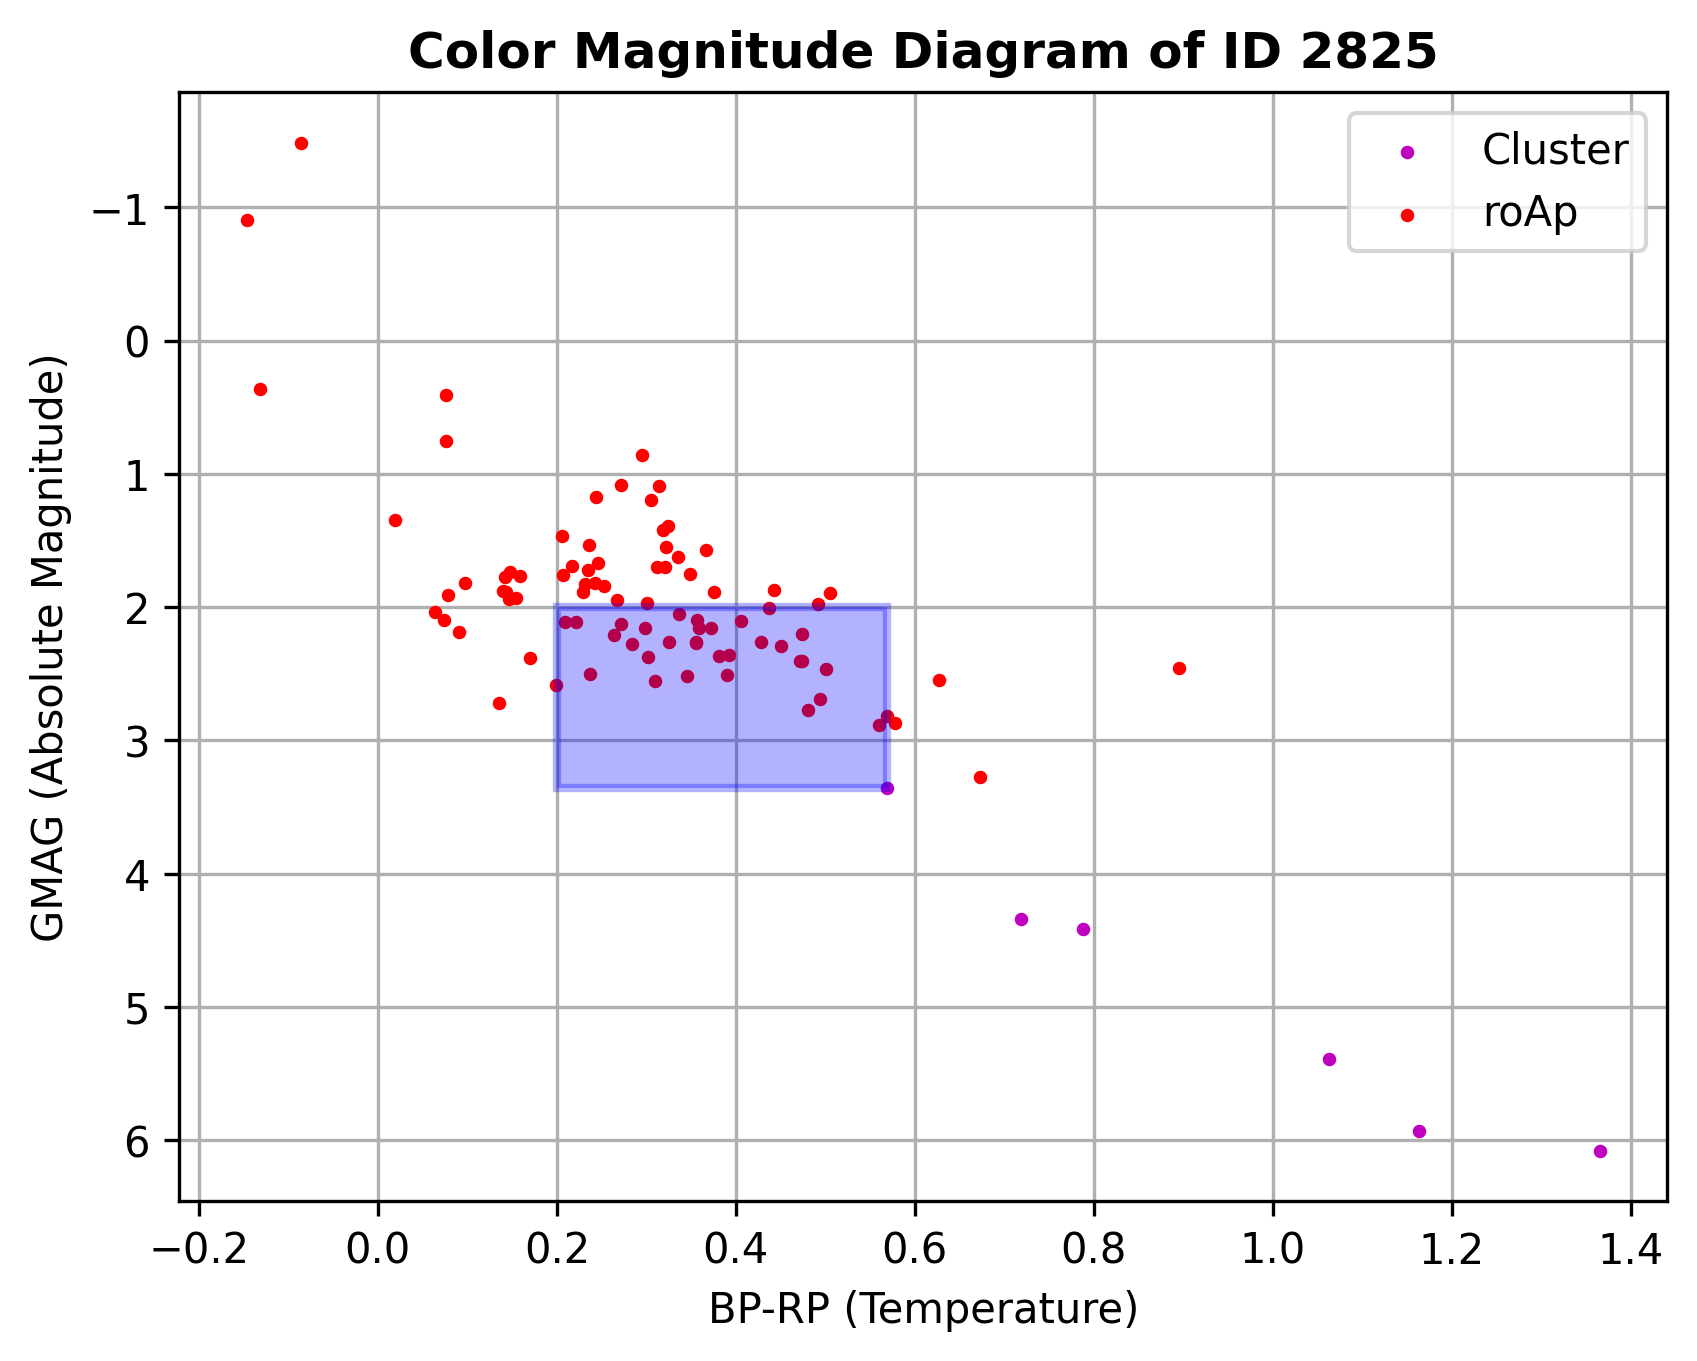 Color Magnitude Diagram of ID 2825
Cluster
roAp
−1
0
1
2
3
4
5
6
GMAG (Absolute Magnitude)
−0.2 0.0 0.2 0.4 0.6 0.8 1.0 1.2 1.4
BP-RP (Temperature)